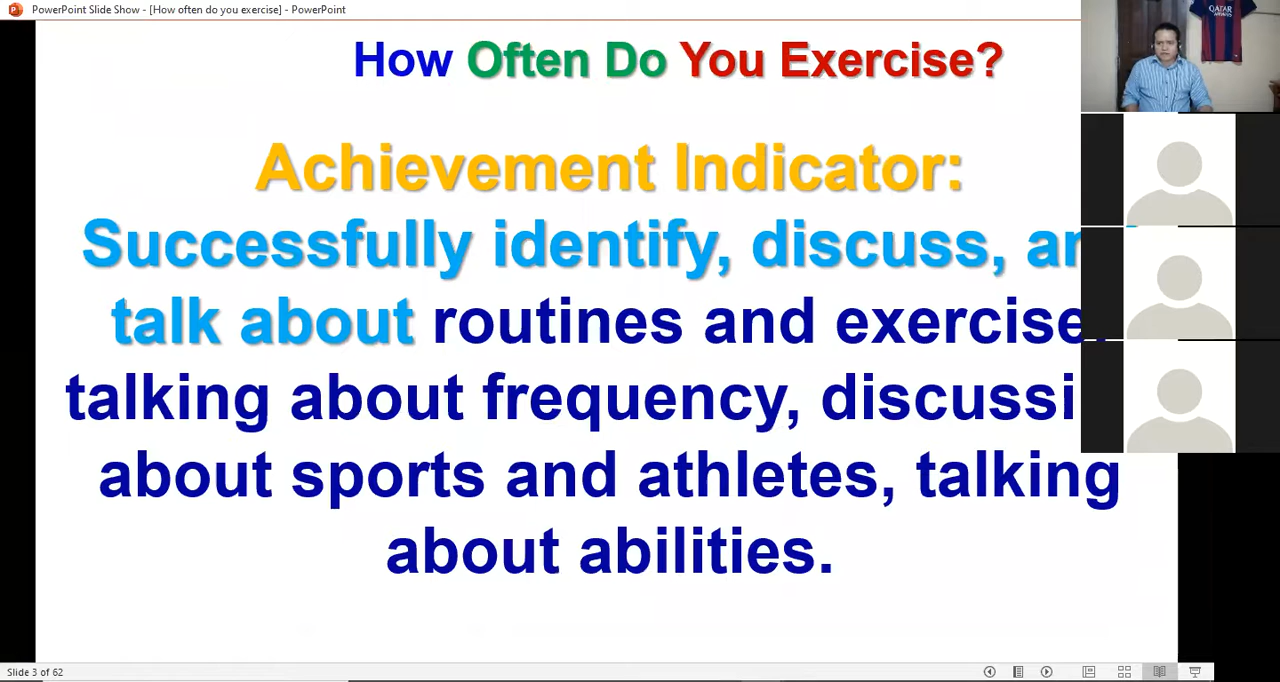 PowerPoint Slide Show - [How often do you exercise] - PowerPoint
QATAR
AIRWAYS
How Often Do You Exercise?
Achievement Indicator:
Successfully identify, discuss,
talk about routines and exercise
talking about frequency,
about sports and athletes, talking
about abilities.
Slide 3 of 62